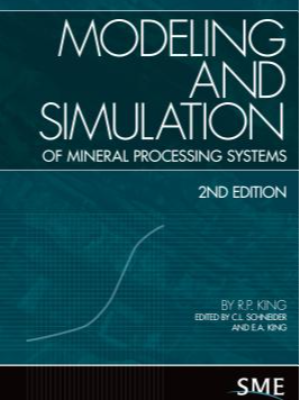 MODELING
AND
SIMULATION
OF MINERAL PROCESSING SYSTEMS
2ND EDITION
BY R.P. KING
EDITED BY C.L. SCHNEIDER
AND E.A. KING
SME